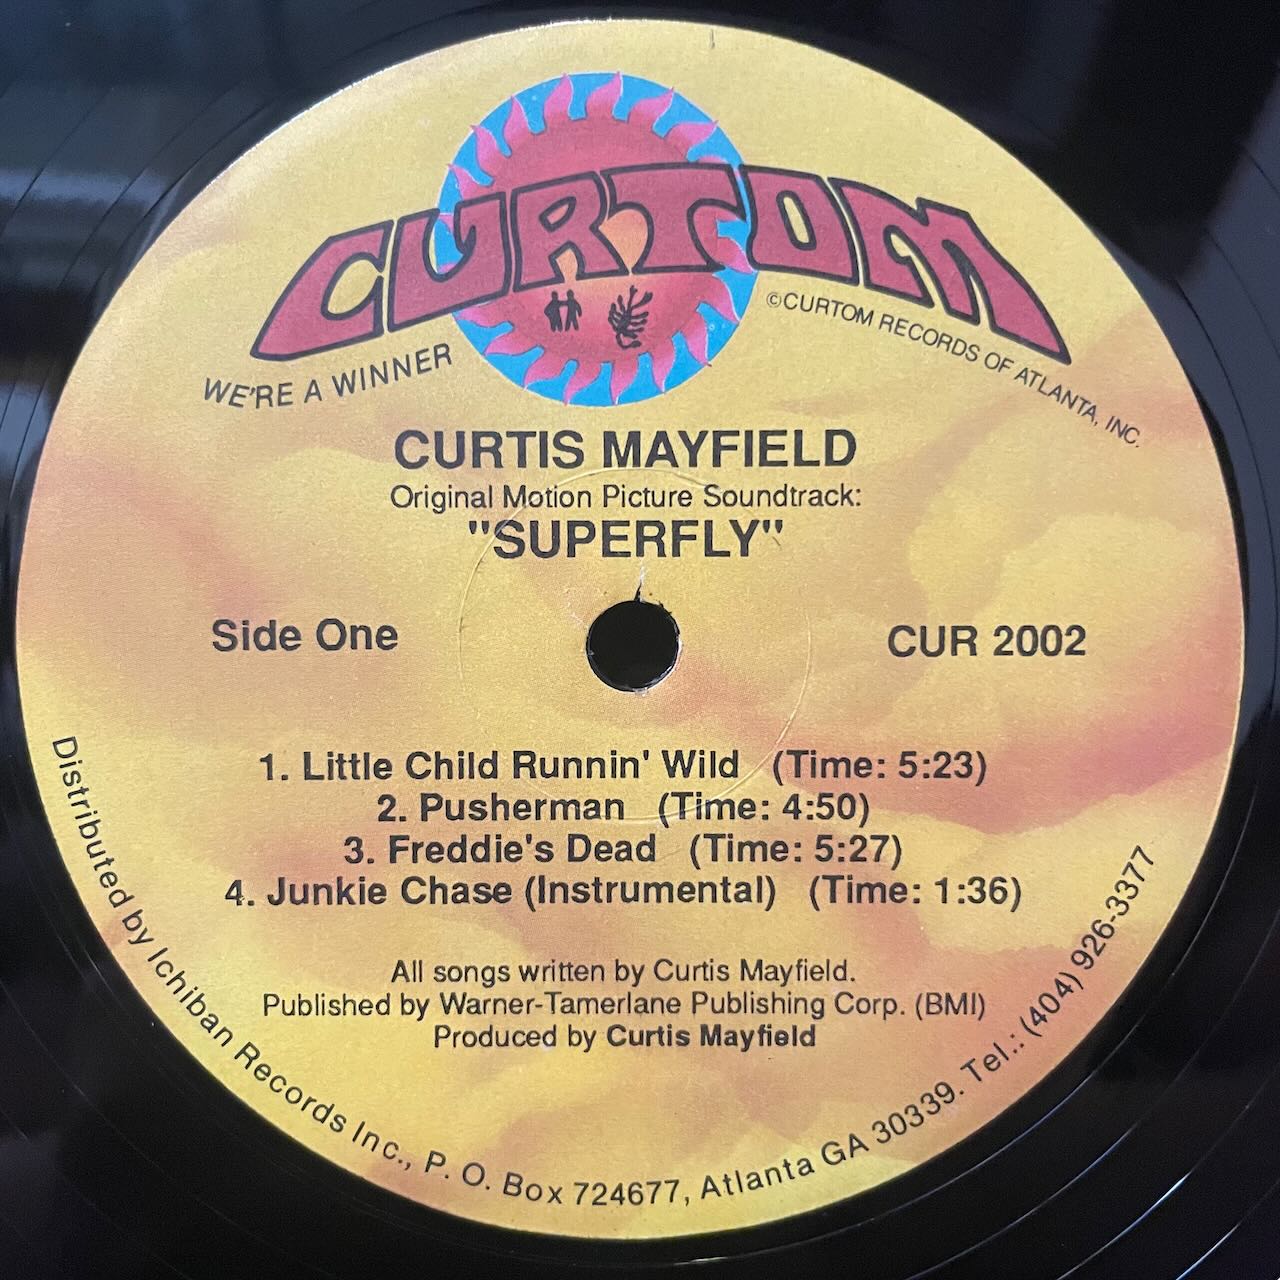 CURTOM
WE'RE A WINNER
©CURTOM RECORDS OF ATLANTA, INC.
CURTIS MAYFIELD
Original Motion Picture Soundtrack:
"SUPERFLY"
Side One
CUR 2002
1. Little Child Runnin' Wild (Time: 5:23)
2. Pusherman (Time: 4:50)
3. Freddie's Dead (Time: 5:27)
4. Junkie Chase (Instrumental) (Time: 1:36)
All songs written by Curtis Mayfield.
Published by Warner-Tamerlane Publishing Corp. (BMI)
Produced by Curtis Mayfield
Distributed by Ichiban Records Inc., P. O. Box 724677, Atlanta GA 30339. Tel.: (404) 926-3377